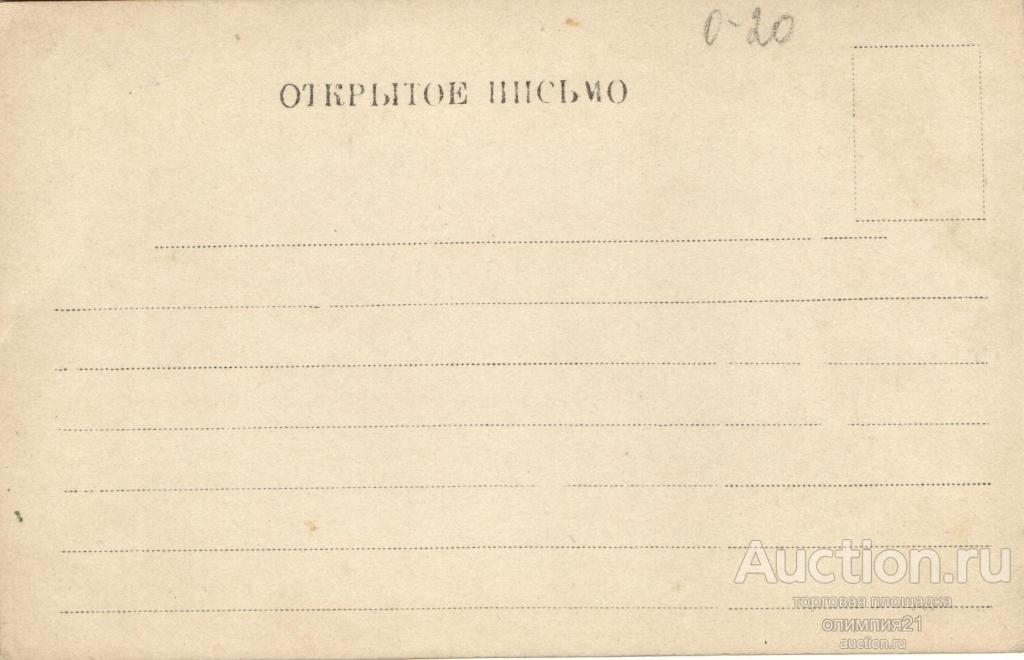 0-20
ОТКРЫТОЕ ПИСЬМО
Auction.ru
торговая площадка
олимпия21
auction.ru